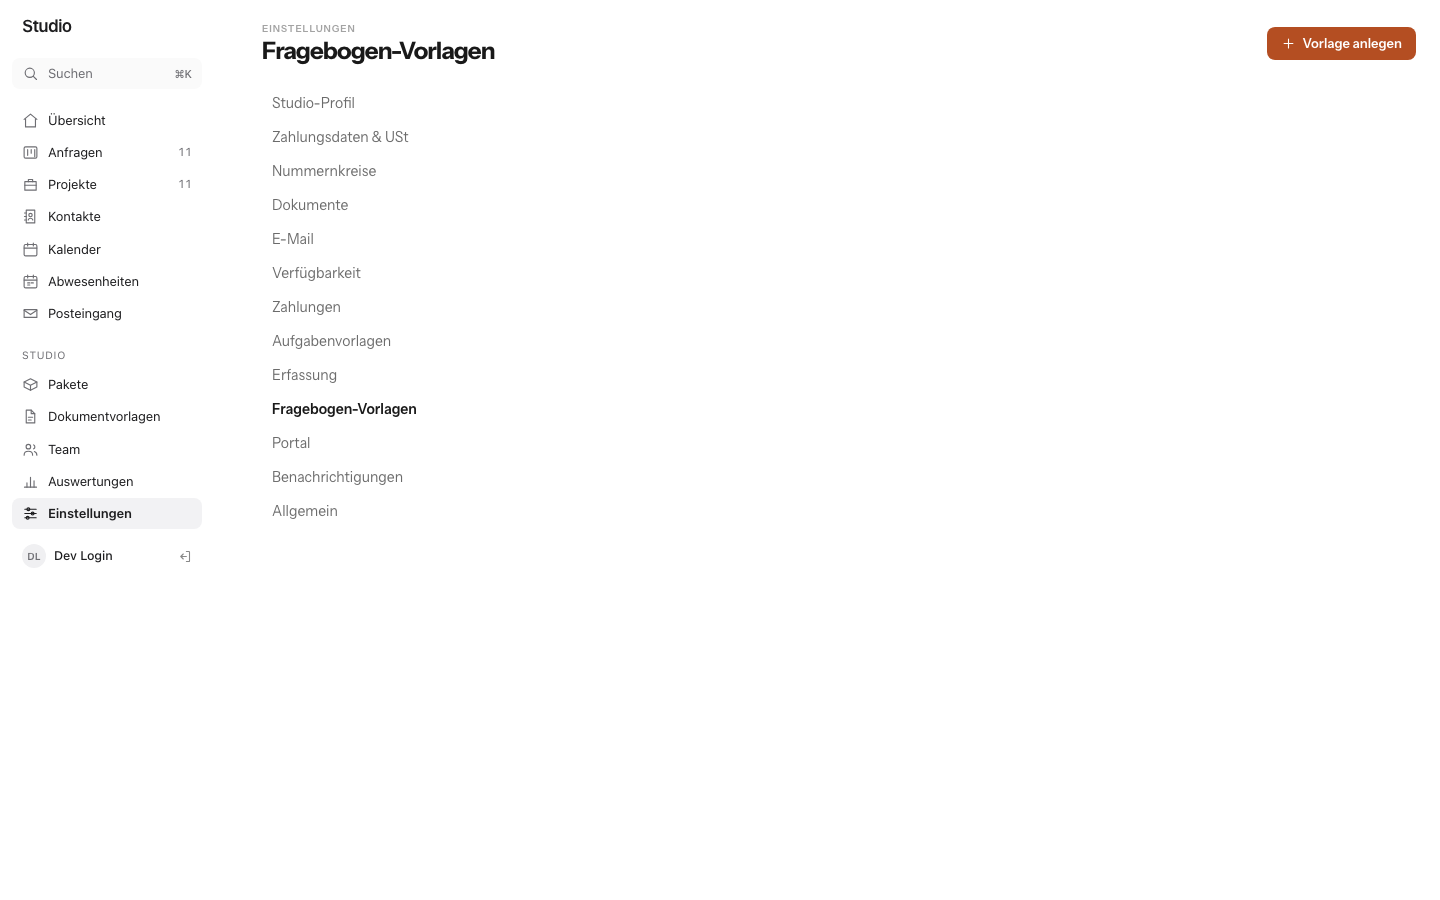 Studio
Suchen ⌘K
Übersicht
Anfragen 11
Projekte 11
Kontakte
Kalender
Abwesenheiten
Posteingang
STUDIO
Pakete
Dokumentvorlagen
Team
Auswertungen
Einstellungen
DL Dev Login
EINSTELLUNGEN
Fragebogen-Vorlagen
Vorlage anlegen
Studio-Profil
Zahlungsdaten & USt
Nummernkreise
Dokumente
E-Mail
Verfügbarkeit
Zahlungen
Aufgabenvorlagen
Erfassung
Fragebogen-Vorlagen
Portal
Benachrichtigungen
Allgemein